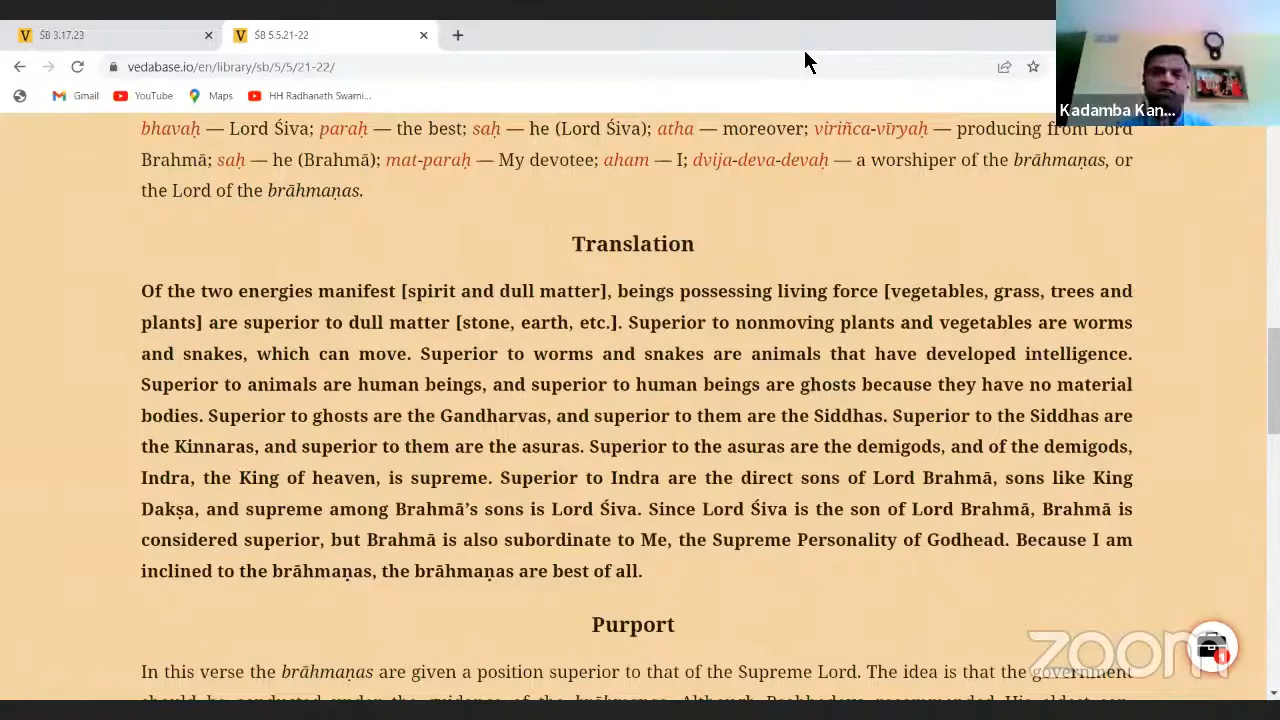 ŚB 3.17.23
ŚB 5.5.21-22
vedabase.io/en/library/sb/5/5/21-22/
Gmail
YouTube
Maps
HH Radhanath Swami...
Kadamba Kan...
bhavaḥ — Lord Śiva; paraḥ — the best; saḥ — he (Lord Śiva); atha — moreover; viriñca-vīryaḥ — producing from Lord
Brahmā; saḥ — he (Brahmā); mat-paraḥ — My devotee; aham — I; dvija-deva-devaḥ — a worshiper of the brāhmaṇas, or
the Lord of the brāhmaṇas.
Translation
Of the two energies manifest [spirit and dull matter], beings possessing living force [vegetables, grass, trees and
plants] are superior to dull matter [stone, earth, etc.]. Superior to nonmoving plants and vegetables are worms
and snakes, which can move. Superior to worms and snakes are animals that have developed intelligence.
Superior to animals are human beings, and superior to human beings are ghosts because they have no material
bodies. Superior to ghosts are the Gandharvas, and superior to them are the Siddhas. Superior to the Siddhas are
the Kinnaras, and superior to them are the asuras. Superior to the asuras are the demigods, and of the demigods,
Indra, the King of heaven, is supreme. Superior to Indra are the direct sons of Lord Brahmā, sons like King
Dakṣa, and supreme among Brahmā’s sons is Lord Śiva. Since Lord Śiva is the son of Lord Brahmā, Brahmā is
considered superior, but Brahmā is also subordinate to Me, the Supreme Personality of Godhead. Because I am
inclined to the brāhmaṇas, the brāhmaṇas are best of all.
Purport
In this verse the brāhmaṇas are given a position superior to that of the Supreme Lord. The idea is that the government
zoom
1